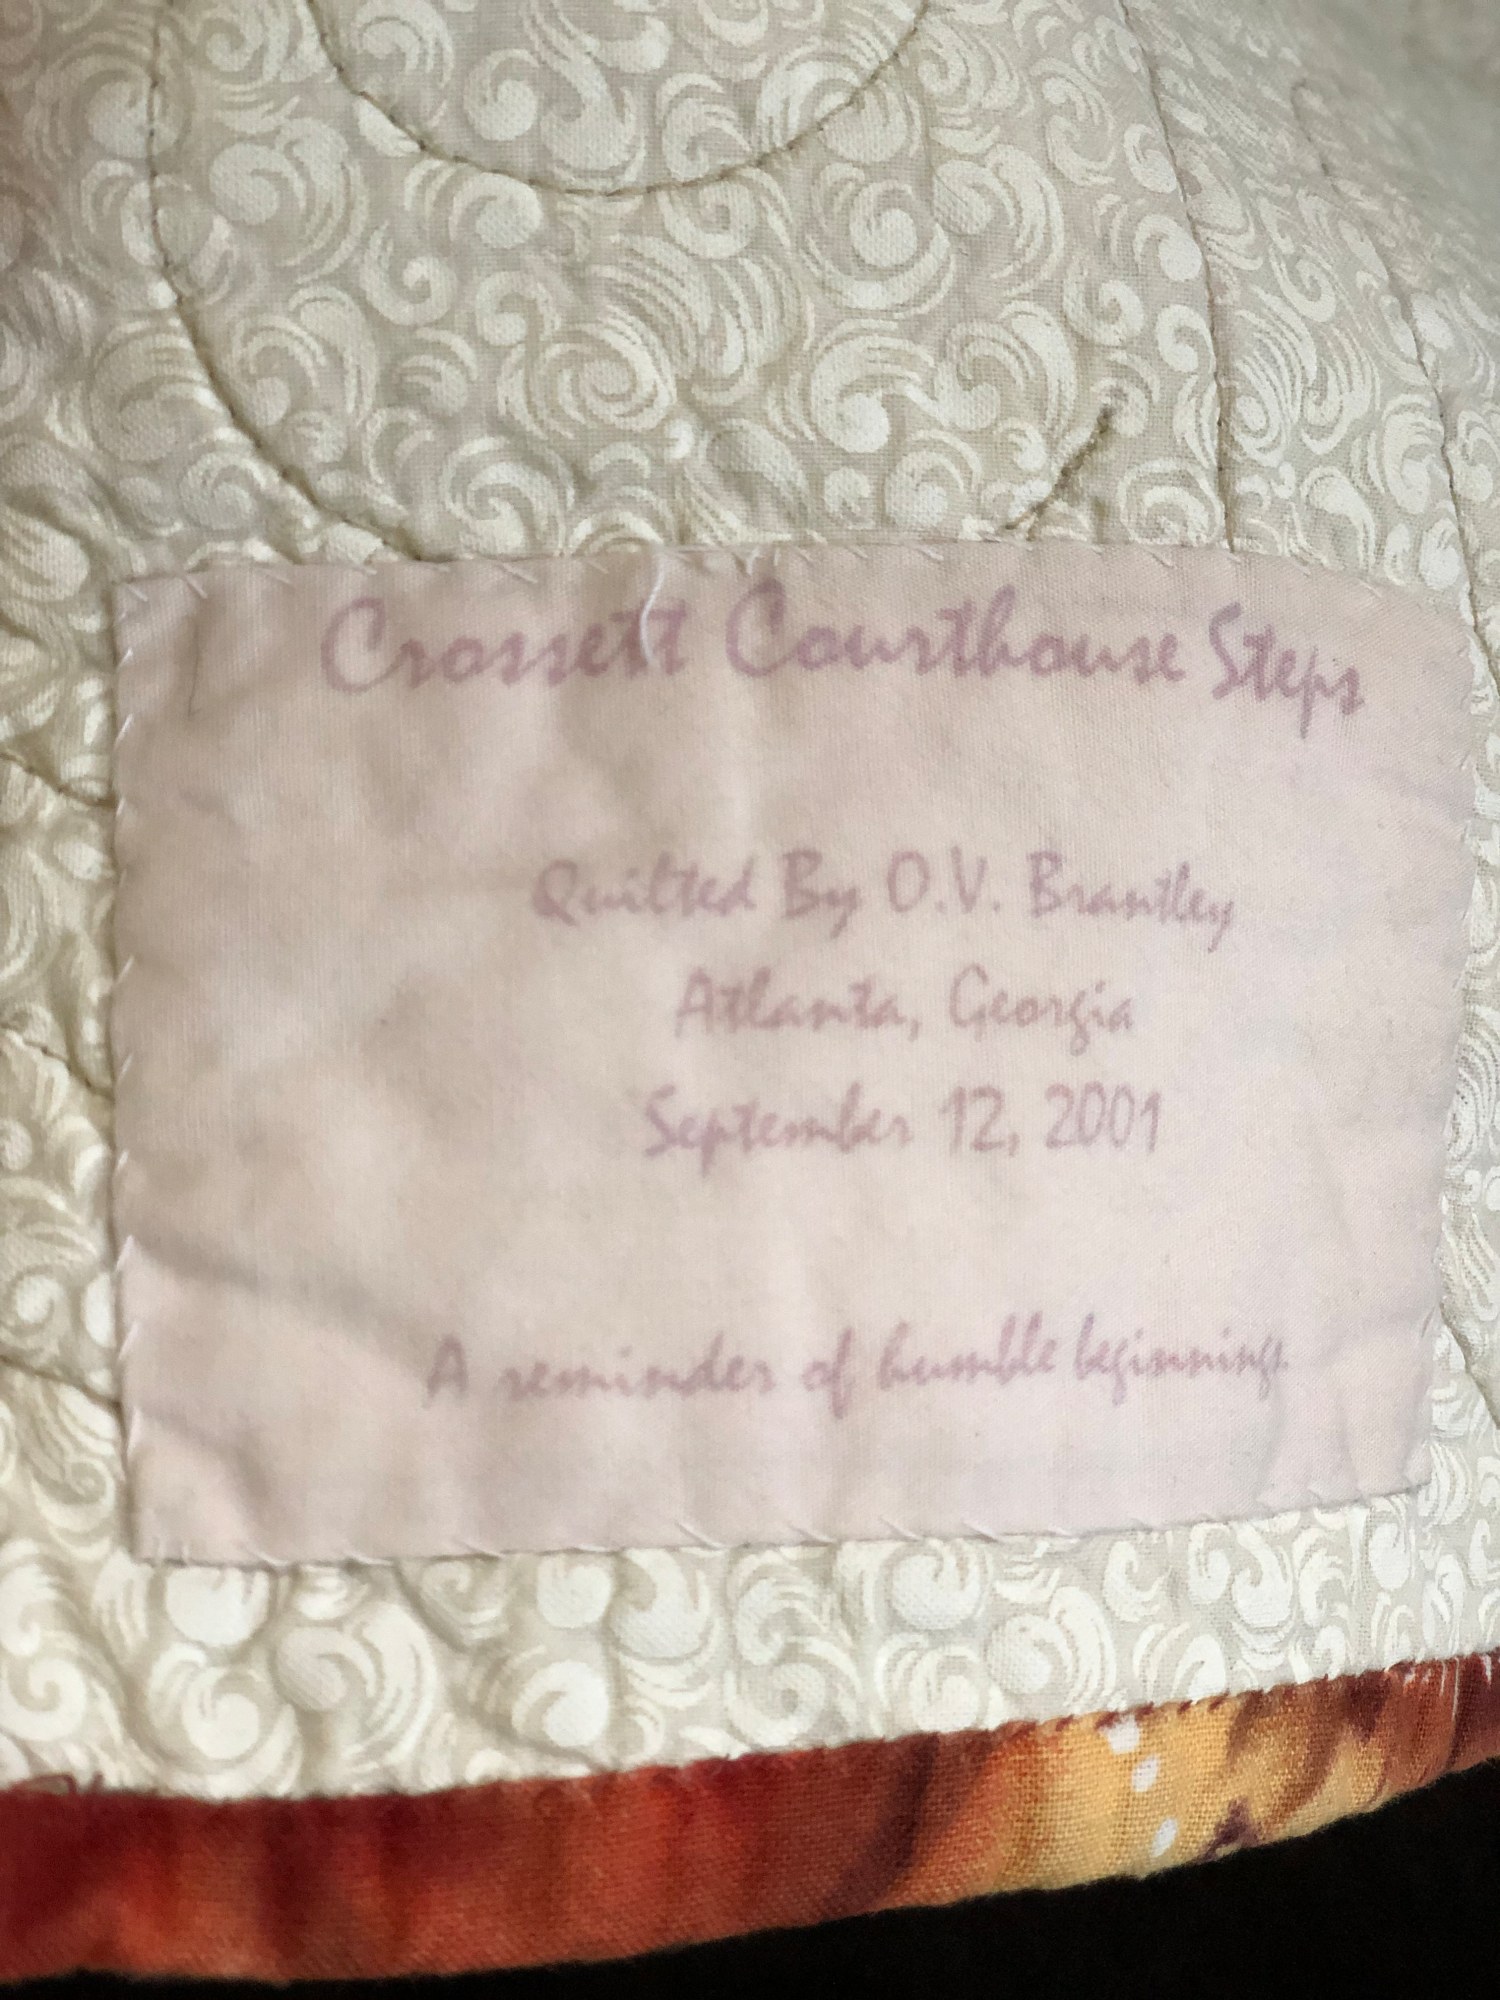 Crossett Courthouse Steps
Quilted By O.V. Brantley
Atlanta, Georgia
September 12, 2001
A reminder of humble beginnings.